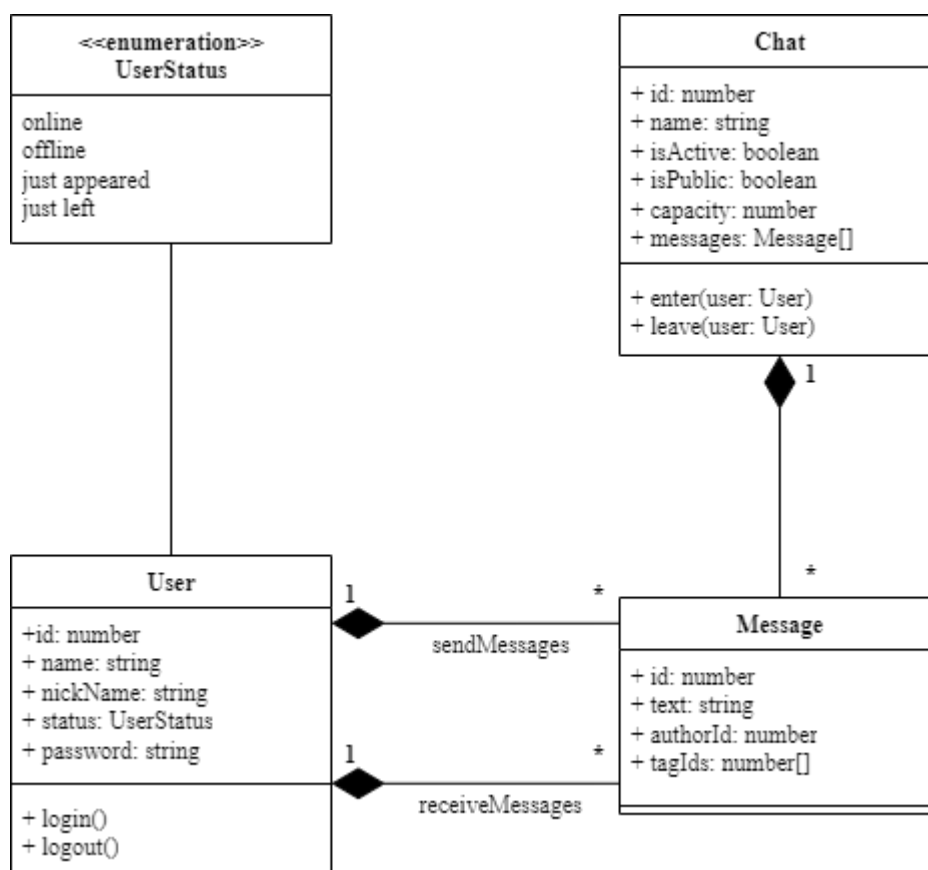 <<enumeration>>
UserStatus
online
offline
just appeared
just left
Chat
+ id: number
+ name: string
+ isActive: boolean
+ isPublic: boolean
+ capacity: number
+ messages: Message[]
+ enter(user: User)
+ leave(user: User)
1
*
User
+id: number
+ name: string
+ nickName: string
+ status: UserStatus
+ password: string
+ login()
+ logout()
1
*
sendMessages
1
*
receiveMessages
Message
+ id: number
+ text: string
+ authorId: number
+ tagIds: number[]